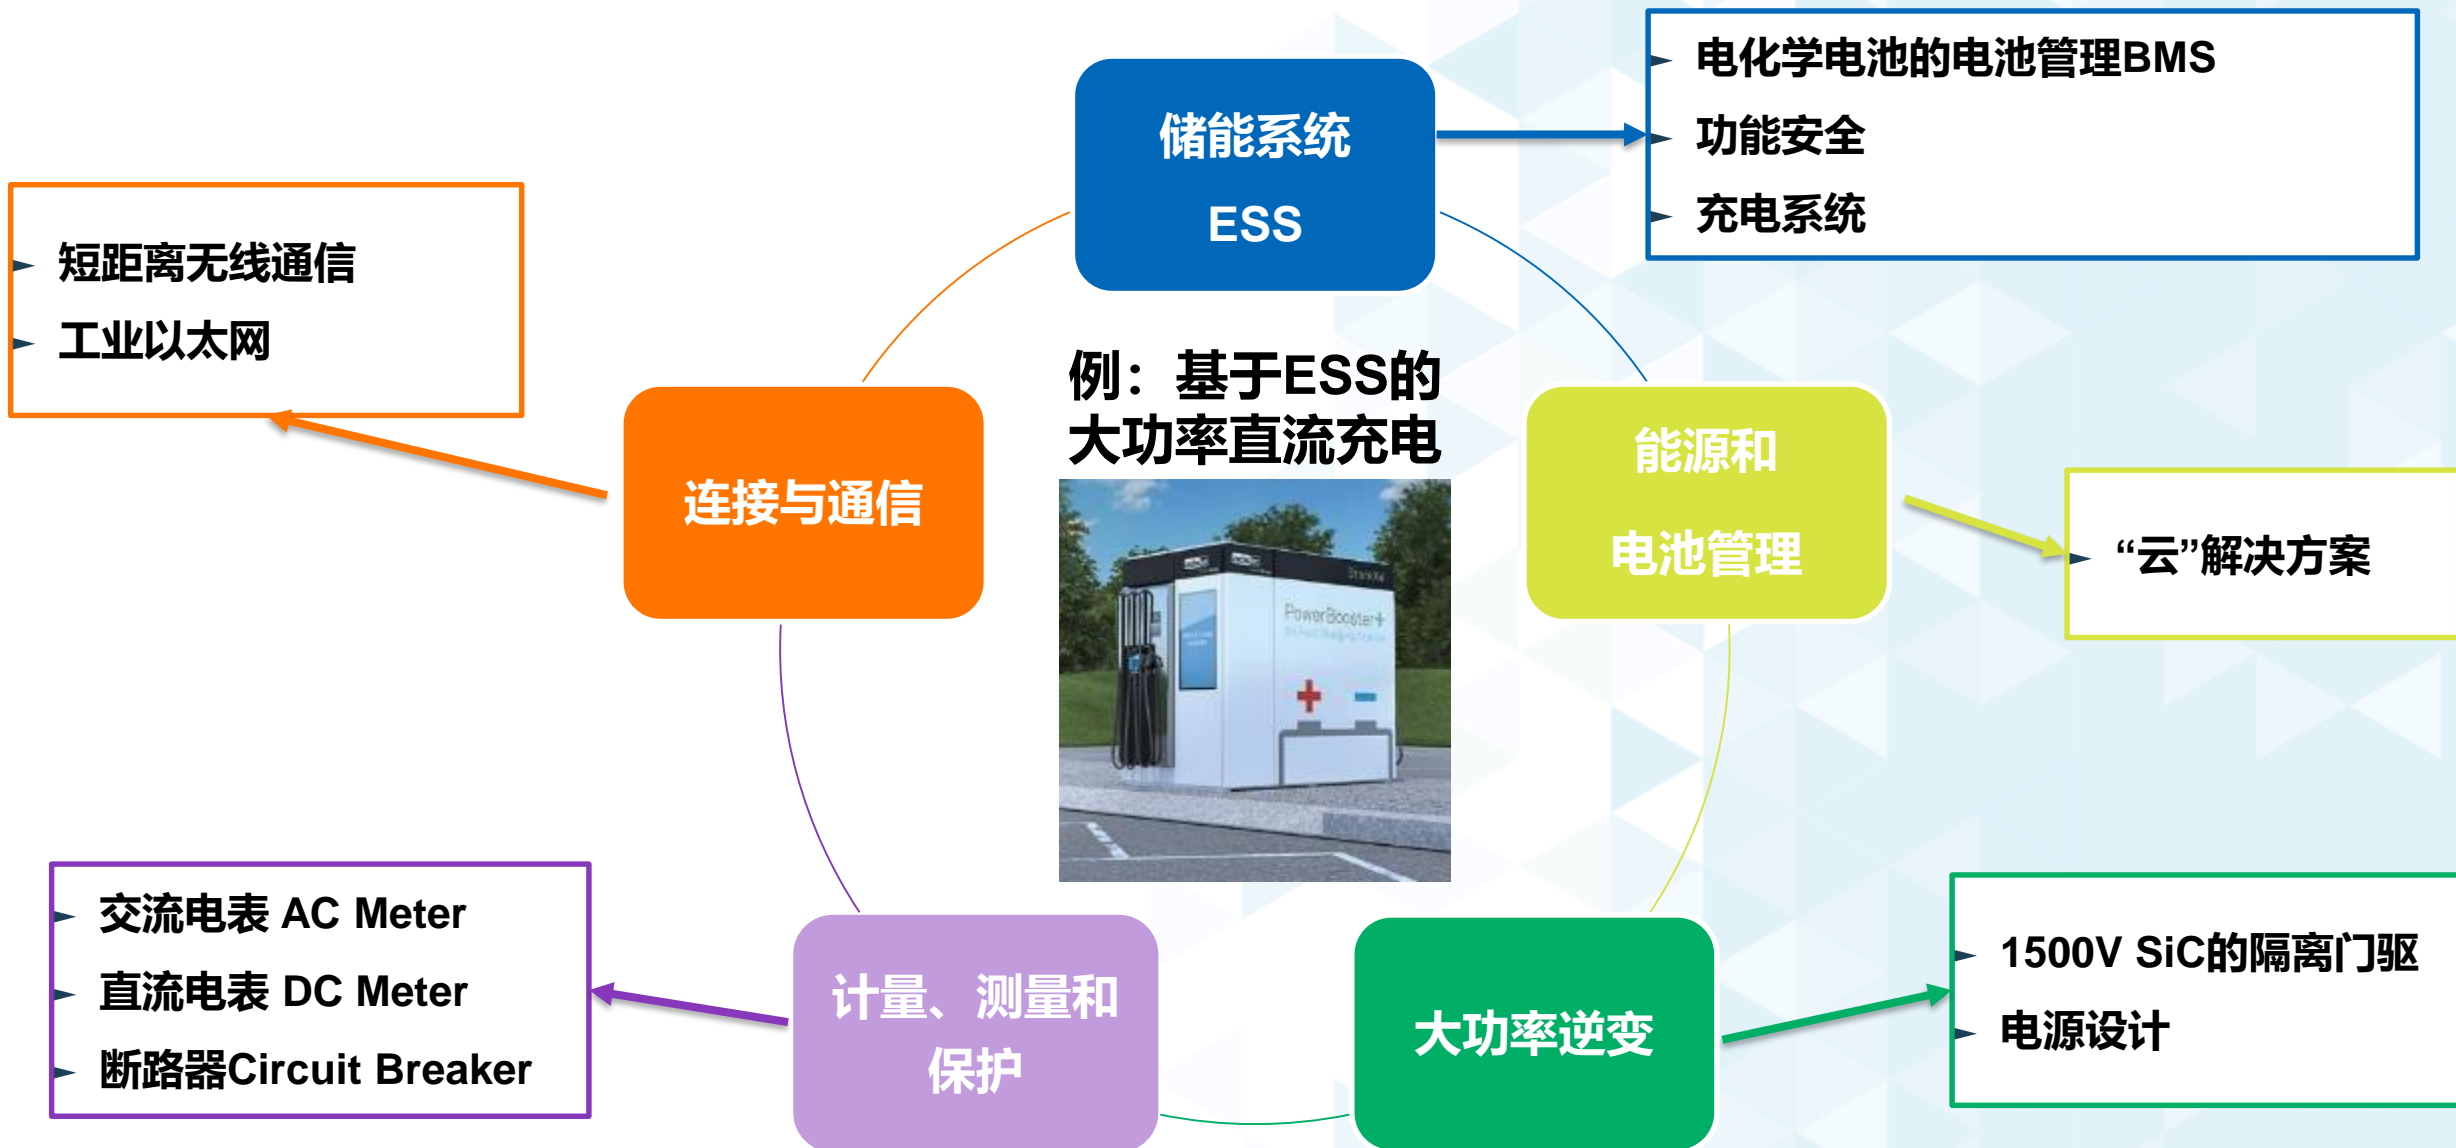 储能系统
ESS
电化学电池的电池管理BMS
功能安全
充电系统
短距离无线通信
工业以太网
例：基于ESS的
大功率直流充电
连接与通信
能源和
电池管理
“云”解决方案
PowerBooster+
交流电表 AC Meter
直流电表 DC Meter
断路器Circuit Breaker
计量、测量和
保护
大功率逆变
1500V SiC的隔离门驱
电源设计